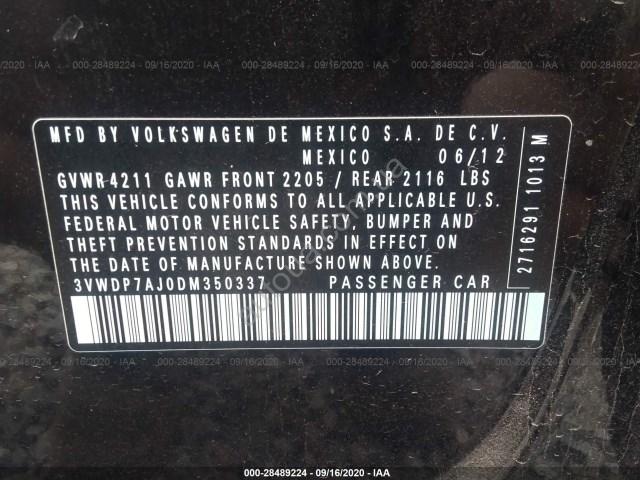 000-28489224 - 09/16/2020 - IAA
MFD BY VOLKSWAGEN DE MEXICO S.A. DE C.V.
MEXICO 06/12
GVWR 4211 GAWR FRONT 2205 / REAR 2116 LBS
THIS VEHICLE CONFORMS TO ALL APPLICABLE U.S.
FEDERAL MOTOR VEHICLE SAFETY, BUMPER AND
THEFT PREVENTION STANDARDS IN EFFECT ON
THE DATE OF MANUFACTURE SHOWN ABOVE.
3VWDP7AJ0DM350337 PASSENGER CAR
2716291 1013 M
000-28489224 - 09/16/2020 - IAA